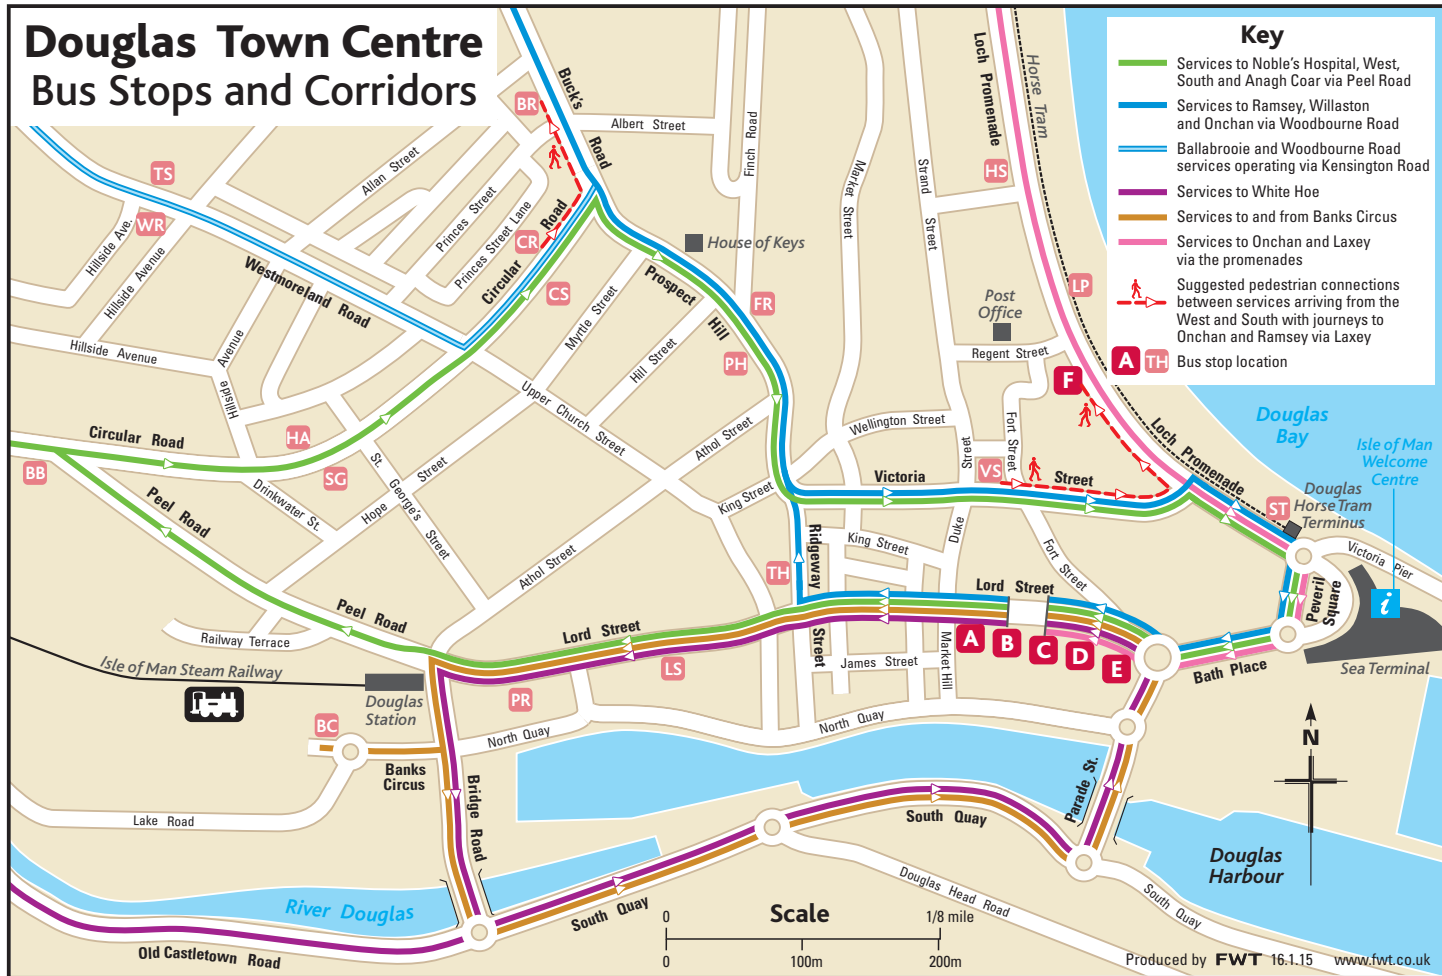 Douglas Town Centre
Bus Stops and Corridors
Key
Services to Noble's Hospital, West,
South and Anagh Coar via Peel Road
Services to Ramsey, Willaston
and Onchan via Woodbourne Road
Ballabrooie and Woodbourne Road
services operating via Kensington Road
Services to White Hoe
Services to and from Banks Circus
Services to Onchan and Laxey
via the promenades
Suggested pedestrian connections
between services arriving from the
West and South with journeys to
Onchan and Ramsey via Laxey
A TH Bus stop location
Buck's
Road
BR
Albert Street
Finch Road
Market Street
Strand
Street
Loch Promenade
Horse Tram
HS
TS
WR
Allan Street
Princes Street
Princes Street Lane
Hillside Ave.
Hillside Avenue
Westmoreland Road
Circular
Road
CR
CS
House of Keys
Prospect
Hill
FR
PH
LP
Post
Office
Regent Street
F
Hillside Avenue
Hillside
Avenue
Myrtle Street
Hill Street
Upper Church Street
Athol Street
Wellington Street
Fort Street
Loch Promenade
Douglas
Bay
Isle of Man
Welcome
Centre
Circular Road
BB
HA
SG
Peel Road
Drinkwater St.
Hope Street
St.
George's
Street
King Street
Victoria
Street
VS
Street
Duke
ST
Douglas
Horse Tram
Terminus
Victoria Pier
Athol Street
Ridgeway
Street
King Street
Fort Street
TH
Lord Street
Peveril
Square
i
Peel Road
Railway Terrace
Lord Street
A
B
C
D
E
Bath Place
Sea Terminal
Isle of Man Steam Railway
Douglas
Station
LS
PR
James Street
Market Hill
BC
North Quay
North Quay
Banks
Circus
Bridge Road
Parade St.
N
Lake Road
South Quay
River Douglas
South Quay
Douglas Head Road
South Quay
Douglas
Harbour
Old Castletown Road
Scale
0 1/8 mile
0 100m 200m
Produced by FWT 16.1.15 www.fwt.co.uk